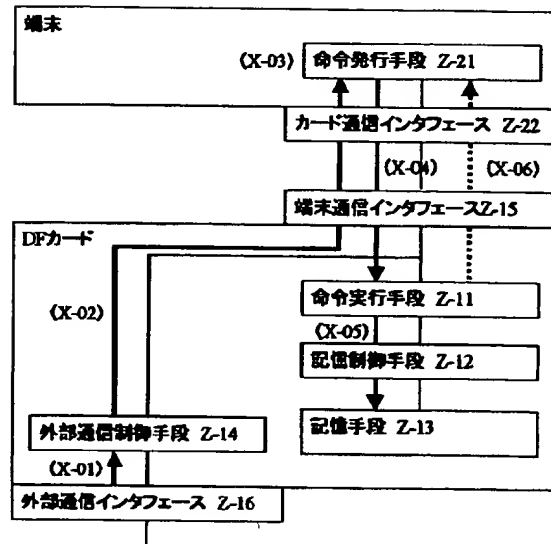 端末
(X-03)
命令発行手段 Z-21
カード通信インタフェース Z-22
(X-04)
(X-06)
端末通信インタフェースZ-15
DFカード
命令実行手段 Z-11
(X-02)
(X-05)
記憶制御手段 Z-12
外部通信制御手段 Z-14
記憶手段 Z-13
(X-01)
外部通信インタフェース Z-16